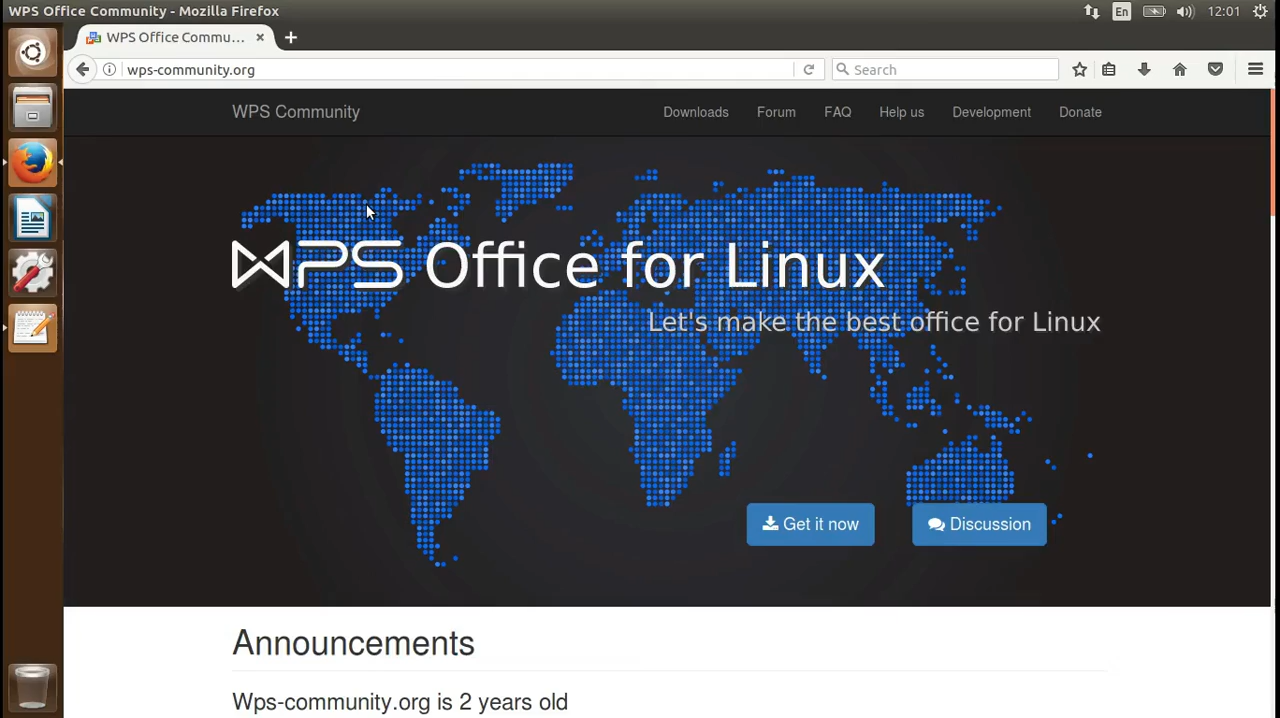 WPS Office Community - Mozilla Firefox
En
12:01
WPS Office Commu...
wps-community.org
Search
WPS Community
Downloads
Forum
FAQ
Help us
Development
Donate
WPS Office for Linux
Let's make the best office for Linux
Get it now
Discussion
Announcements
Wps-community.org is 2 years old